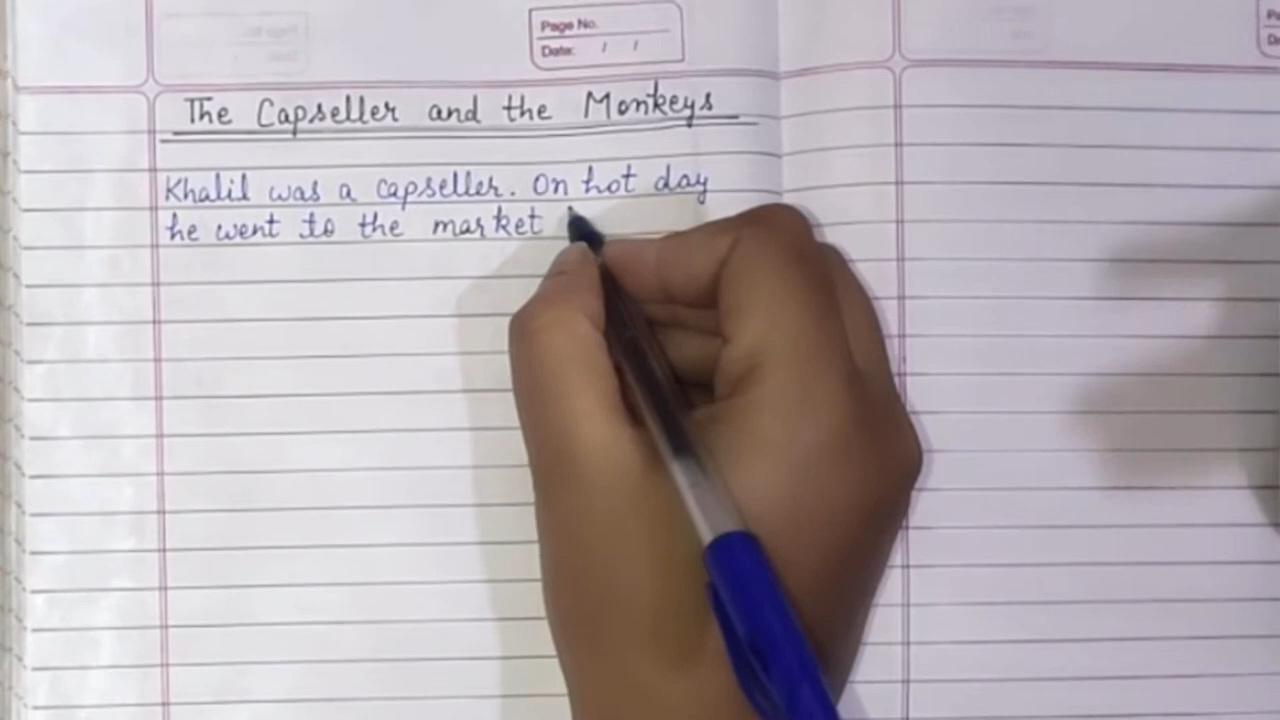 Page No.
Date: / /
The Capseller and the Monkeys
Khalil was a capseller. On hot day
he went to the market